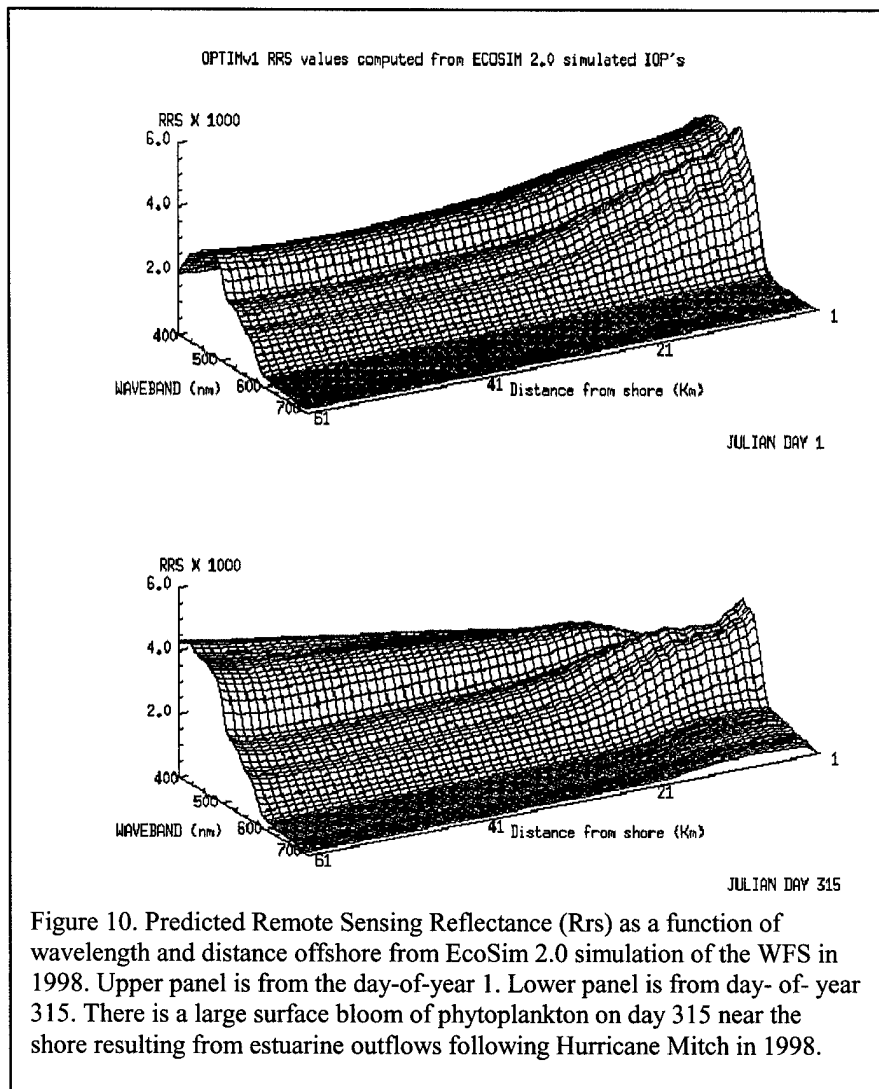 OPTIMv1 RRS values computed from ECOSIM 2.0 simulated IOP's
RRS X 1000
6.0
4.0
2.0
400
500
600
700
WAVEBAND (nm)
61
41
Distance from shore (Km)
21
1
JULIAN DAY 1
RRS X 1000
6.0
4.0
2.0
400
500
600
700
WAVEBAND (nm)
61
41
Distance from shore (Km)
21
1
JULIAN DAY 315
Figure 10. Predicted Remote Sensing Reflectance (Rrs) as a function of
wavelength and distance offshore from EcoSim 2.0 simulation of the WFS in
1998. Upper panel is from the day-of-year 1. Lower panel is from day- of- year
315. There is a large surface bloom of phytoplankton on day 315 near the
shore resulting from estuarine outflows following Hurricane Mitch in 1998.